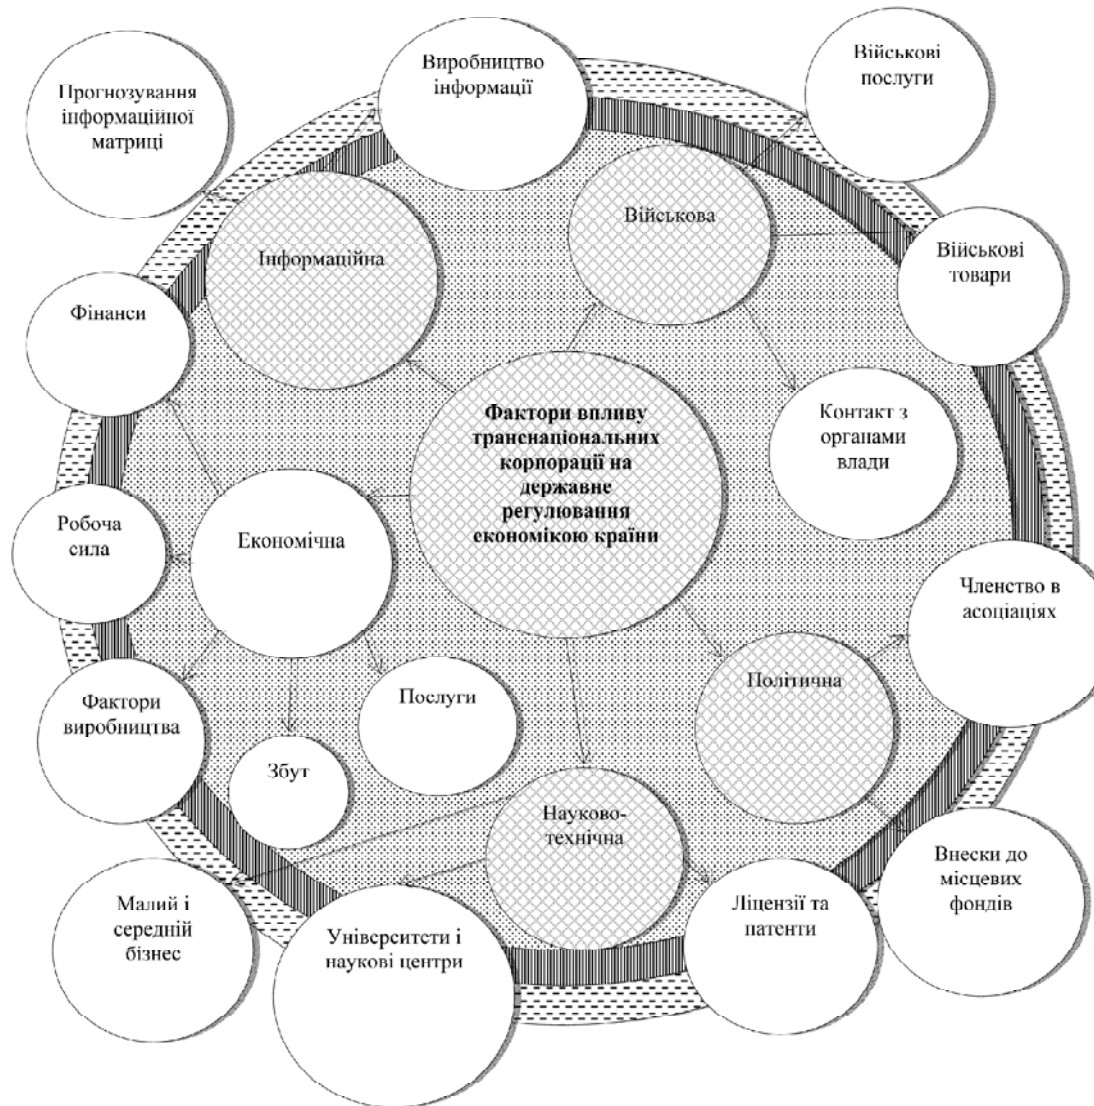 Прогнозування
інформаційної
матриці
Виробництво
інформації
Військові
послуги
Інформаційна
Військова
Військові
товари
Фінанси
Фактори впливу
транснаціональних
корпорації на
державне
регулювання
економікою країни
Контакт з
органами
влади
Робоча
сила
Економічна
Членство в
асоціаціях
Фактори
виробництва
Послуги
Політична
Збут
Науково-
технічна
Малий і
середній
бізнес
Університети і
наукові центри
Ліцензії та
патенти
Внески до
місцевих
фондів